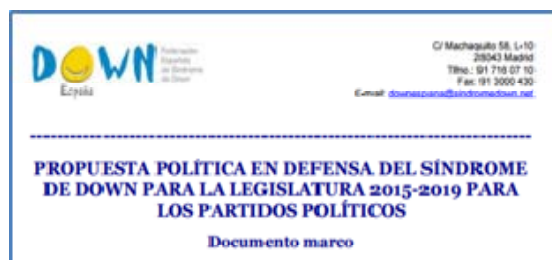 DOWN
España
Federación
Española
de Síndrome
de Down
C/ Machaquito 58, L-10
28043 Madrid
Tlfno.: 91 716 07 10
Fax: 91 3000 430
E-mail: downespana@sindromedown.net
PROPUESTA POLÍTICA EN DEFENSA DEL SÍNDROME
DE DOWN PARA LA LEGISLATURA 2015-2019 PARA
LOS PARTIDOS POLÍTICOS
Documento marco